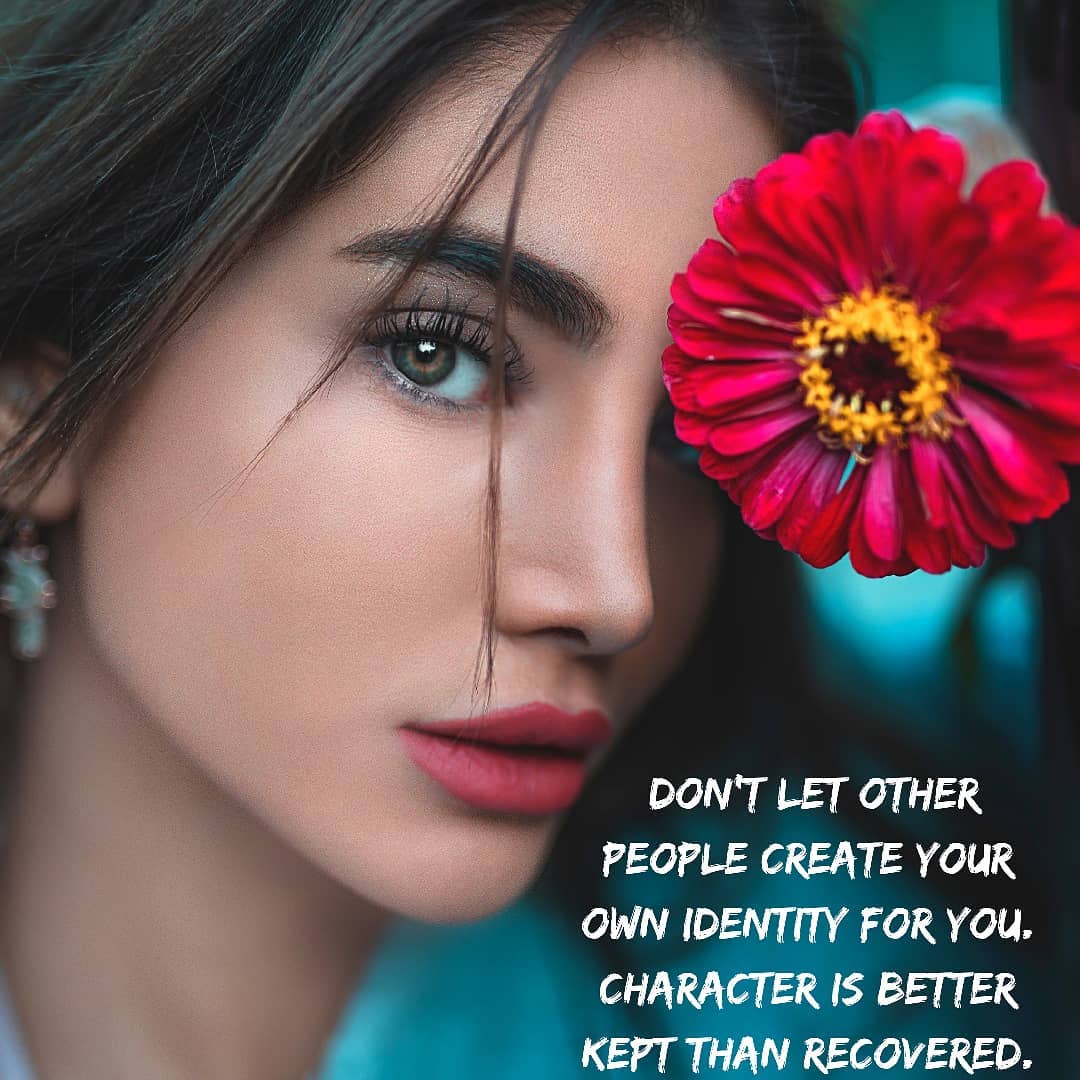 DON'T LET OTHER
PEOPLE CREATE YOUR
OWN IDENTITY FOR YOU.
CHARACTER IS BETTER
KEPT THAN RECOVERED.